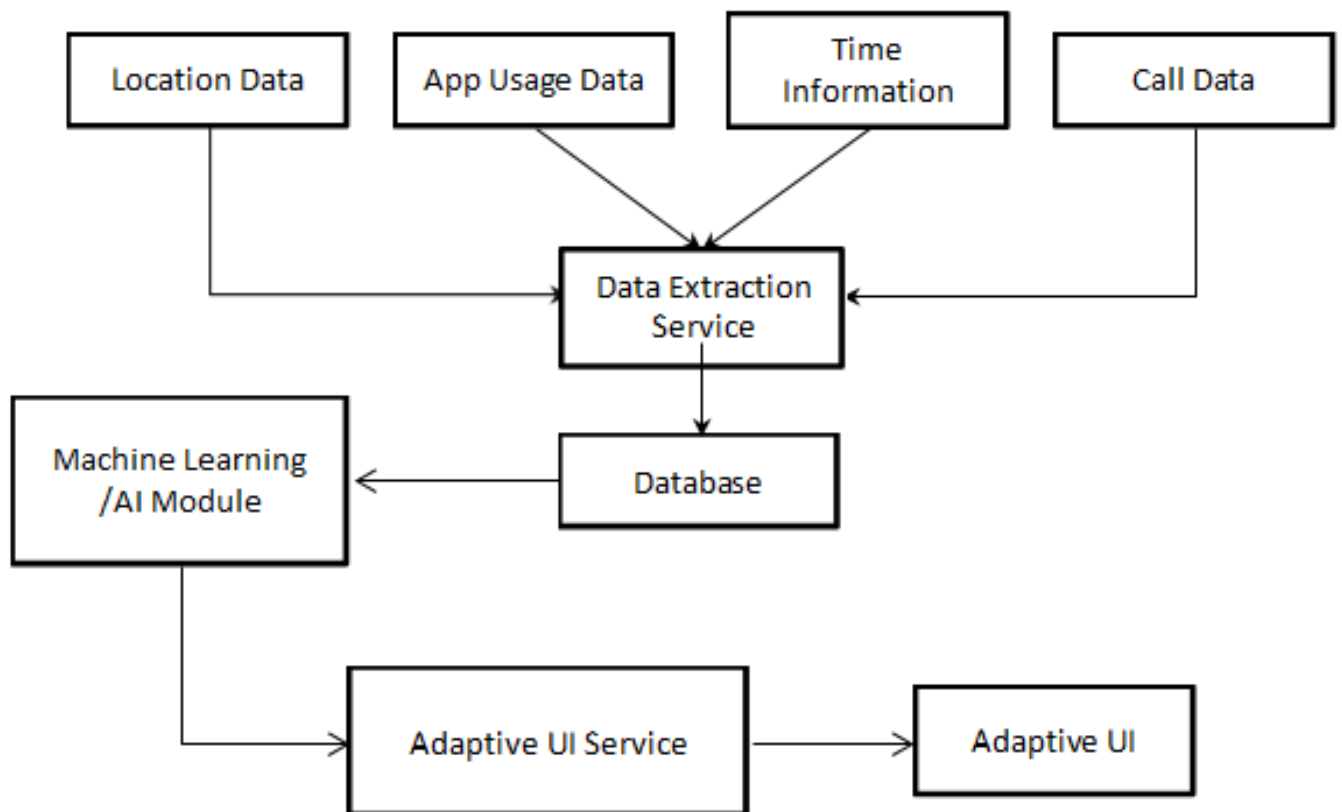 Location Data
App Usage Data
Time
Information
Call Data
Data Extraction
Service
Machine Learning
/AI Module
Database
Adaptive UI Service
Adaptive UI